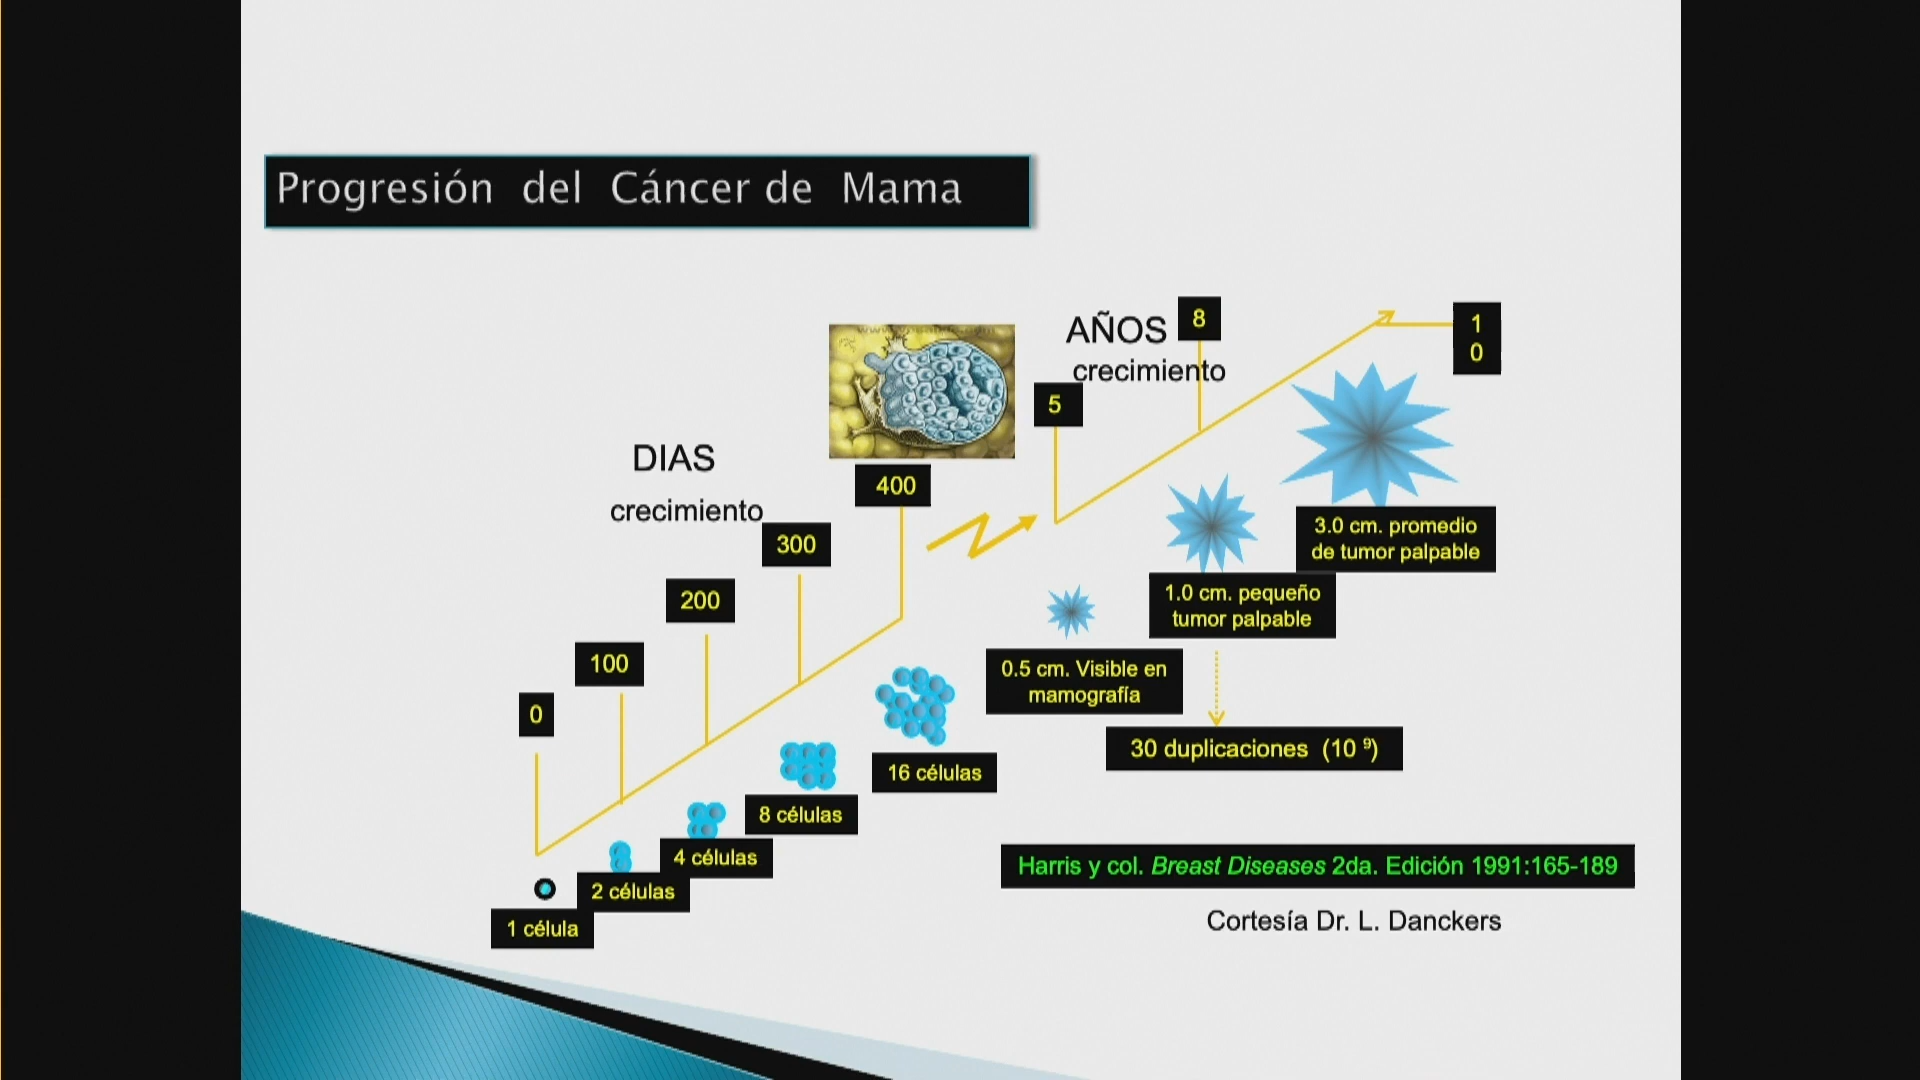 Progresión del Cáncer de Mama
DIAS
crecimiento
AÑOS
crecimiento
0
100
200
300
400
5
8
1
0
1 célula
2 células
4 células
8 células
16 células
0.5 cm. Visible en
mamografía
1.0 cm. pequeño
tumor palpable
3.0 cm. promedio
de tumor palpable
30 duplicaciones (10 ⁹)
Harris y col. Breast Diseases 2da. Edición 1991:165-189
Cortesía Dr. L. Danckers